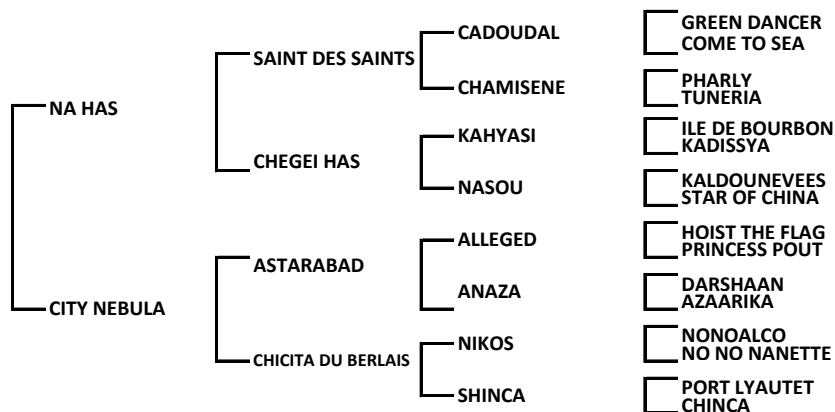 NA HAS
CITY NEBULA
SAINT DES SAINTS
CHEGEI HAS
ASTARABAD
CHICITA DU BERLAIS
CADOUDAL
CHAMISENE
KAHYASI
NASOU
ALLEGED
ANAZA
NIKOS
SHINCA
GREEN DANCER
COME TO SEA
PHARLY
TUNERIA
ILE DE BOURBON
KADISSYA
KALDOUNEVEES
STAR OF CHINA
HOIST THE FLAG
PRINCESS POUT
DARSHAAN
AZAARIKA
NONOALCO
NO NO NANETTE
PORT LYAUTET
CHINCA